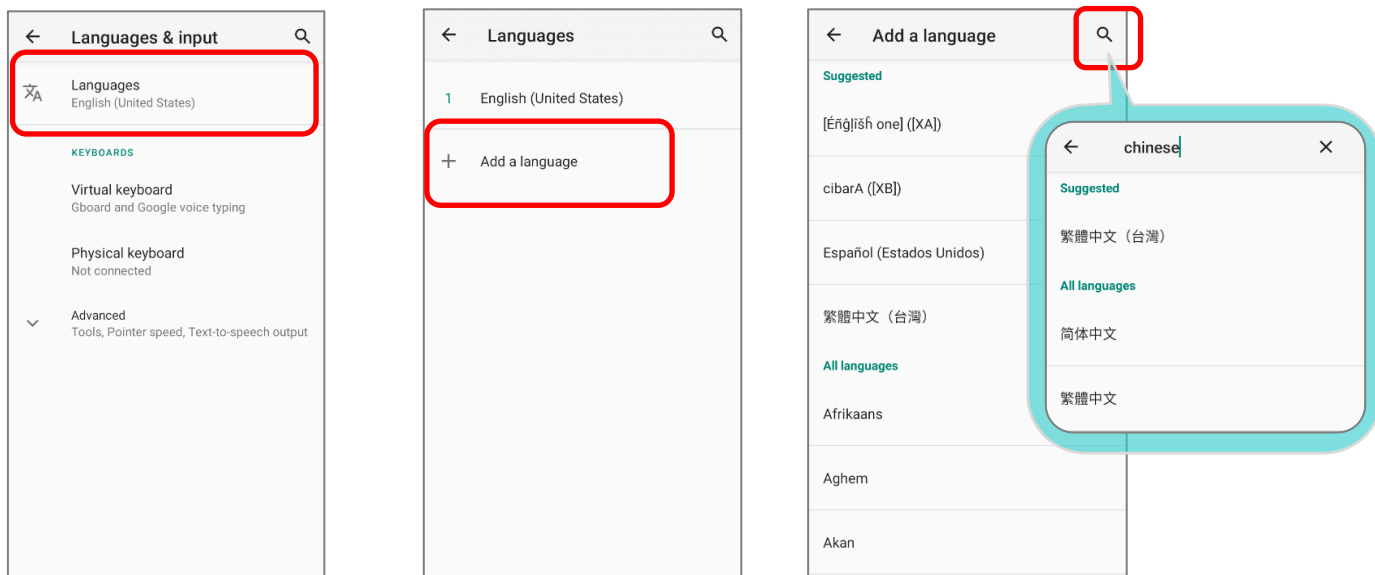 Languages & input
Languages
English (United States)
KEYBOARDS
Virtual keyboard
Gboard and Google voice typing
Physical keyboard
Not connected
Advanced
Tools, Pointer speed, Text-to-speech output
Languages
1 English (United States)
Add a language
Add a language
Suggested
[Éñĝļîšĥ one] ([XA])
cibarA ([XB])
Español (Estados Unidos)
繁體中文（台灣）
All languages
Afrikaans
Aghem
Akan
chinese
Suggested
繁體中文（台灣）
All languages
简体中文
繁體中文